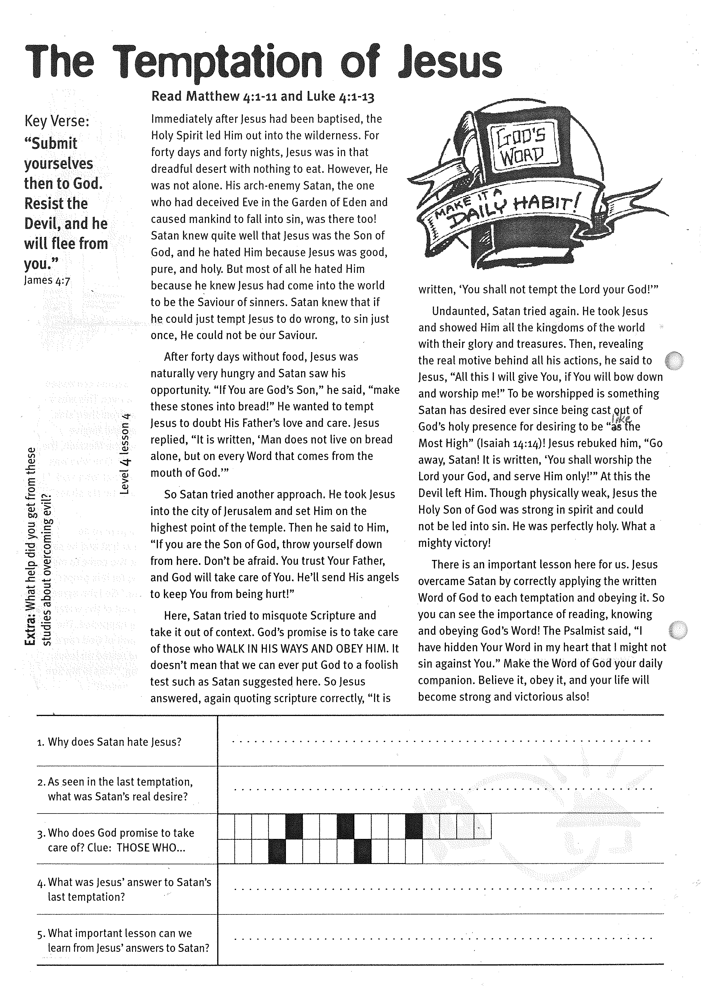 The Temptation of Jesus
Read Matthew 4:1-11 and Luke 4:1-13
Key Verse:
“Submit
yourselves
then to God.
Resist the
Devil, and he
will flee from
you.”
James 4:7
Immediately after Jesus had been baptised, the
Holy Spirit led Him out into the wilderness. For
forty days and forty nights, Jesus was in that
dreadful desert with nothing to eat. However, He
was not alone. His arch-enemy Satan, the one
who had deceived Eve in the Garden of Eden and
caused mankind to fall into sin, was there too!
Satan knew quite well that Jesus was the Son of
God, and he hated Him because Jesus was good,
pure, and holy. But most of all he hated Him
because he knew Jesus had come into the world
to be the Saviour of sinners. Satan knew that if
he could just tempt Jesus to do wrong, to sin just
once, He could not be our Saviour.
After forty days without food, Jesus was
naturally very hungry and Satan saw his
opportunity. “If You are God’s Son,” he said, “make
these stones into bread!” He wanted to tempt
Jesus to doubt His Father’s love and care. Jesus
replied, “It is written, ‘Man does not live on bread
alone, but on every Word that comes from the
mouth of God.’”
So Satan tried another approach. He took Jesus
into the city of Jerusalem and set Him on the
highest point of the temple. Then he said to Him,
“If you are the Son of God, throw yourself down
from here. Don’t be afraid. You trust Your Father,
and God will take care of You. He’ll send His angels
to keep You from being hurt!”
Here, Satan tried to misquote Scripture and
take it out of context. God’s promise is to take care
of those who WALK IN HIS WAYS AND OBEY HIM. It
doesn’t mean that we can ever put God to a foolish
test such as Satan suggested here. So Jesus
answered, again quoting scripture correctly, “It is
GOD'S
WORD
MAKE IT A
DAILY HABIT!
written, ‘You shall not tempt the Lord your God!’”
Undaunted, Satan tried again. He took Jesus
and showed Him all the kingdoms of the world
with their glory and treasures. Then, revealing
the real motive behind all his actions, he said to
Jesus, “All this I will give You, if You will bow down
and worship me!” To be worshipped is something
Satan has desired ever since being cast out of
like
God’s holy presence for desiring to be “as the
Most High” (Isaiah 14:14)! Jesus rebuked him, “Go
away, Satan! It is written, ‘You shall worship the
Lord your God, and serve Him only!’” At this the
Devil left Him. Though physically weak, Jesus the
Holy Son of God was strong in spirit and could
not be led into sin. He was perfectly holy. What a
mighty victory!
There is an important lesson here for us. Jesus
overcame Satan by correctly applying the written
Word of God to each temptation and obeying it. So
you can see the importance of reading, knowing
and obeying God’s Word! The Psalmist said, “I
have hidden Your Word in my heart that I might not
sin against You.” Make the Word of God your daily
companion. Believe it, obey it, and your life will
become strong and victorious also!
Level 4 lesson 4
Extra: What help did you get from these
studies about overcoming evil?
1. Why does Satan hate Jesus?
2. As seen in the last temptation,
what was Satan’s real desire?
3. Who does God promise to take
care of? Clue: THOSE WHO...
4. What was Jesus’ answer to Satan’s
last temptation?
5. What important lesson can we
learn from Jesus’ answers to Satan?